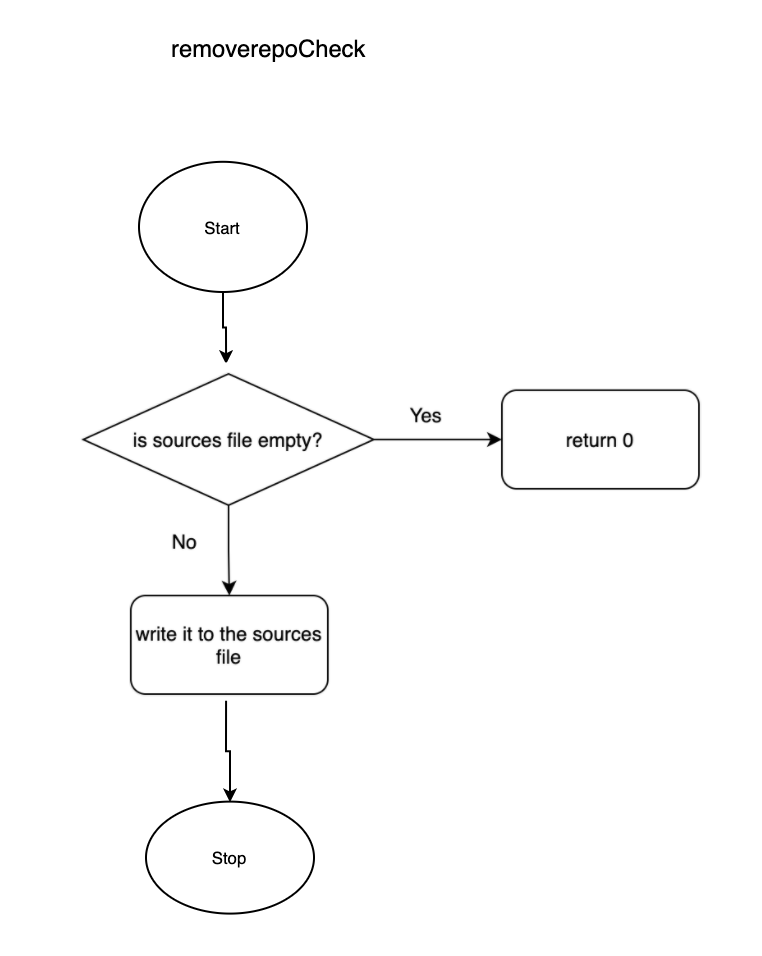 removerepoCheck
Start
is sources file empty?
Yes
return 0
No
write it to the sources
file
Stop